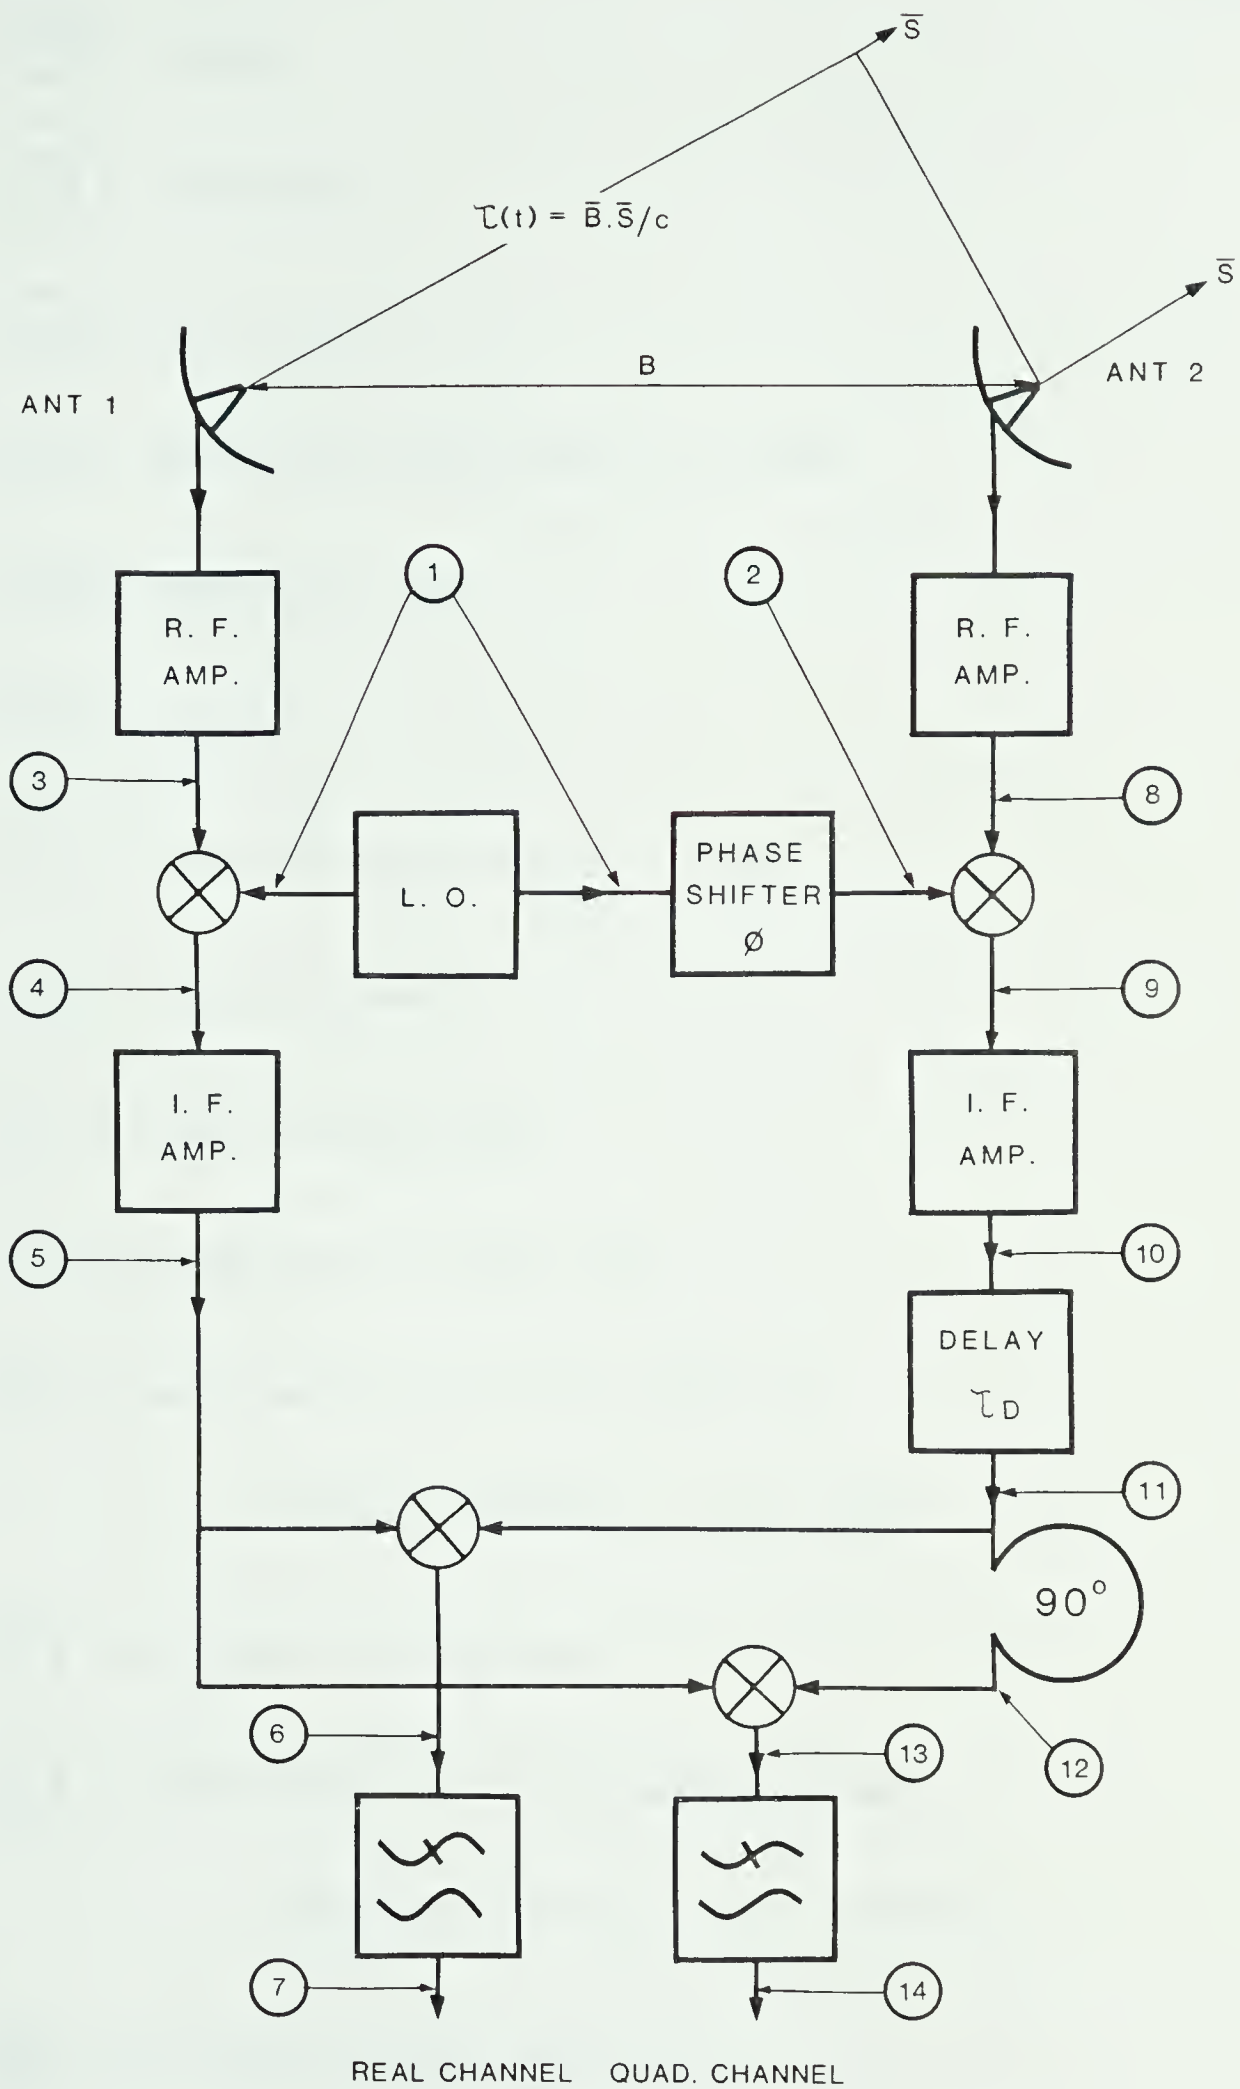 S̅
τ(t) = B̅.S̅/c
S̅
B
ANT 1
ANT 2
1
2
R. F.
AMP.
R. F.
AMP.
3
8
L. O.
PHASE
SHIFTER
Ø
4
9
I. F.
AMP.
I. F.
AMP.
5
10
DELAY
τD
11
90°
6
13
12
7
14
REAL CHANNEL QUAD. CHANNEL